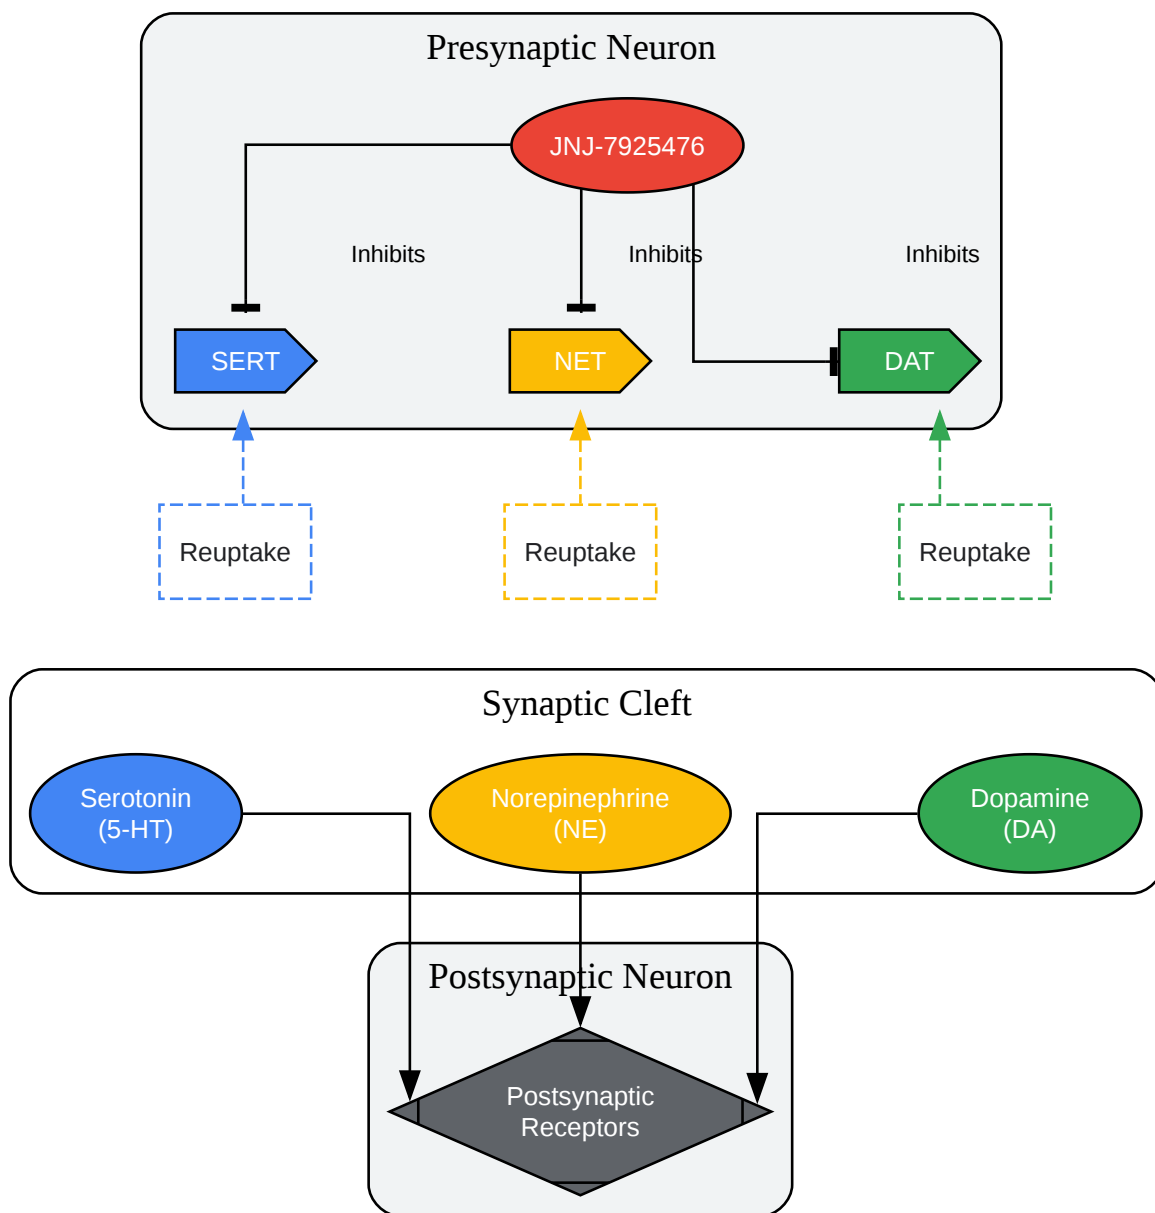 Presynaptic Neuron
JNJ-7925476
Inhibits
Inhibits
Inhibits
SERT
NET
DAT
Reuptake
Reuptake
Reuptake
Synaptic Cleft
Serotonin
(5-HT)
Norepinephrine
(NE)
Dopamine
(DA)
Postsynaptic Neuron
Postsynaptic
Receptors